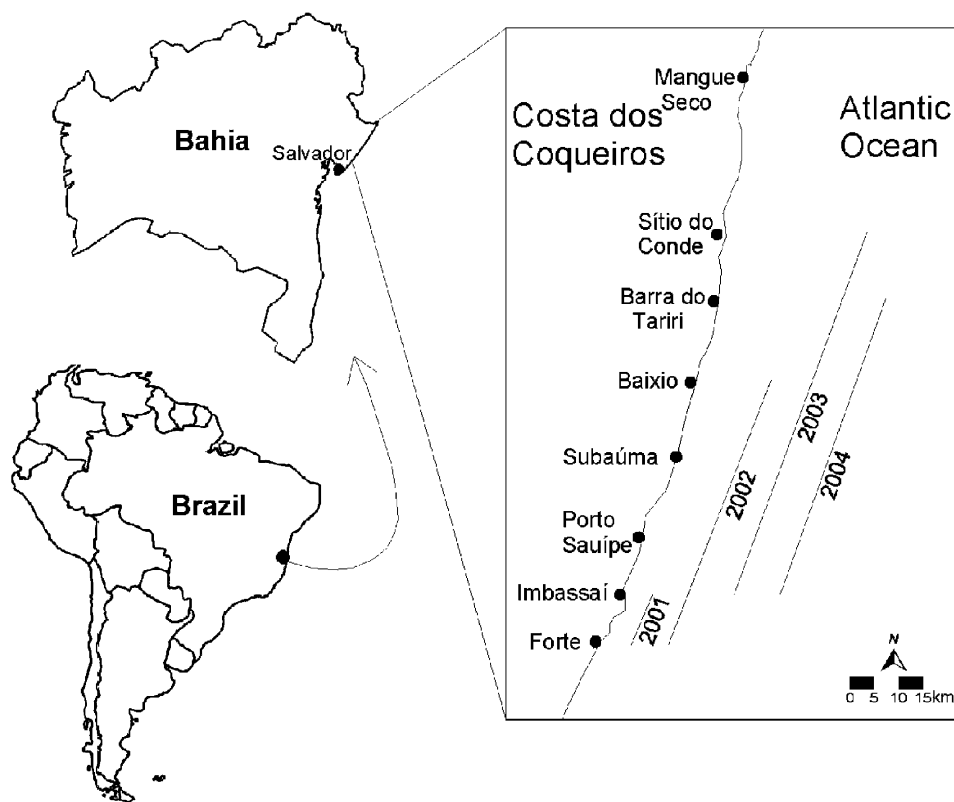 Bahia
Salvador
Brazil
Costa dos
Coqueiros
Atlantic
Ocean
Mangue
Seco
Sítio do
Conde
Barra do
Tariri
Baixio
Subaúma
Porto
Sauípe
Imbassaí
Forte
2001
2002
2003
2004
N
0 5 10 15km